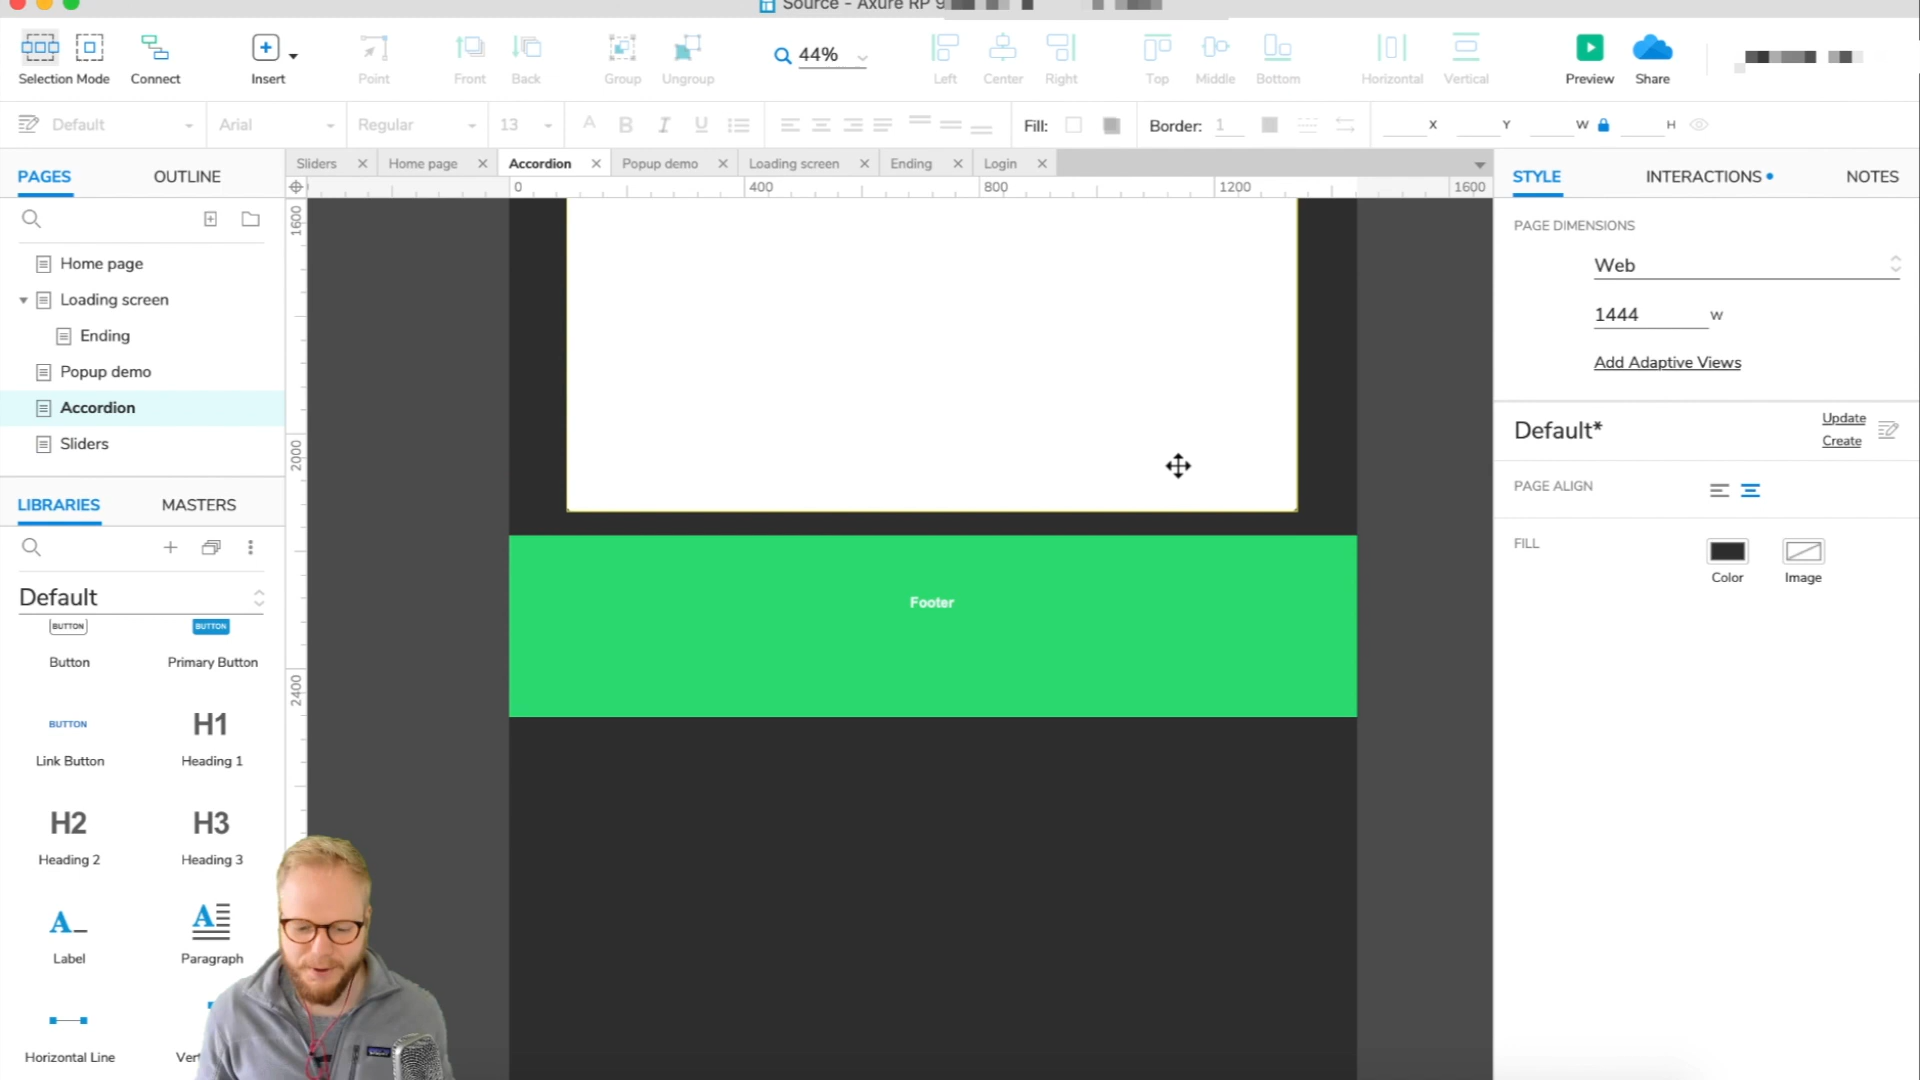 Source - Axure RP 9
Selection Mode
Connect
Insert
Point
Front
Back
Group
Ungroup
44%
Left
Center
Right
Top
Middle
Bottom
Horizontal
Vertical
Preview
Share
Default
Arial
Regular
13
A
B
I
U
Fill:
Border:
1
X
Y
W
H
PAGES
OUTLINE
Sliders
Home page
Accordion
Popup demo
Loading screen
Ending
Login
0
400
800
1200
1600
STYLE
INTERACTIONS
NOTES
1600
2000
2400
Home page
Loading screen
Ending
Popup demo
Accordion
Sliders
PAGE DIMENSIONS
Web
1444 W
Add Adaptive Views
Default*
Update
Create
PAGE ALIGN
FILL
Color
Image
LIBRARIES
MASTERS
Default
BUTTON
Button
BUTTON
Primary Button
BUTTON
Link Button
H1
Heading 1
H2
Heading 2
H3
Heading 3
A
Label
A
Paragraph
Horizontal Line
Footer